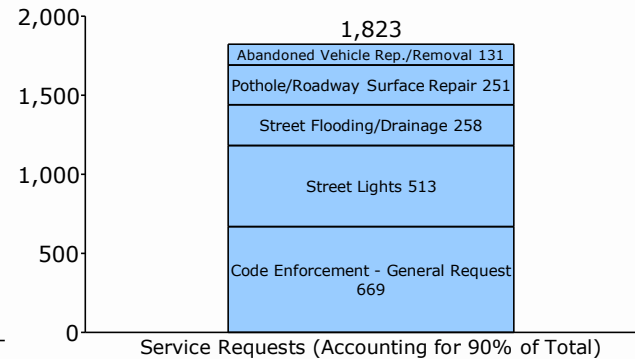 2,000
1,823
Abandoned Vehicle Rep./Removal 131
Pothole/Roadway Surface Repair 251
1,500
Street Flooding/Drainage 258
1,000
Street Lights 513
500
Code Enforcement - General Request
669
0
Service Requests (Accounting for 90% of Total)